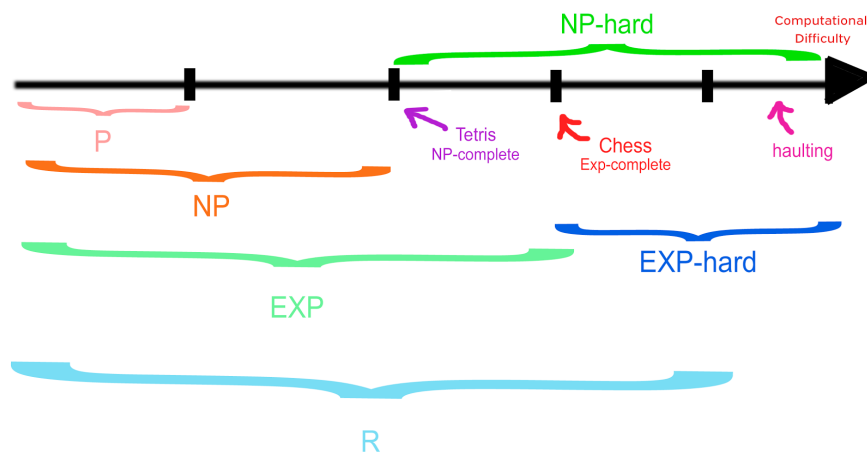 NP-hard
Computational
Difficulty
P
Tetris
NP-complete
Chess
Exp-complete
haulting
NP
EXP-hard
EXP
R